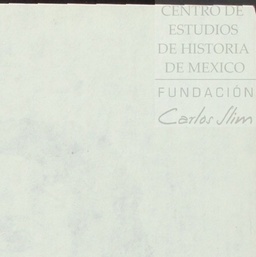 CENTRO DE
ESTUDIOS
DE HISTORIA
DE MEXICO
FUNDACIÓN
Carlos Slim